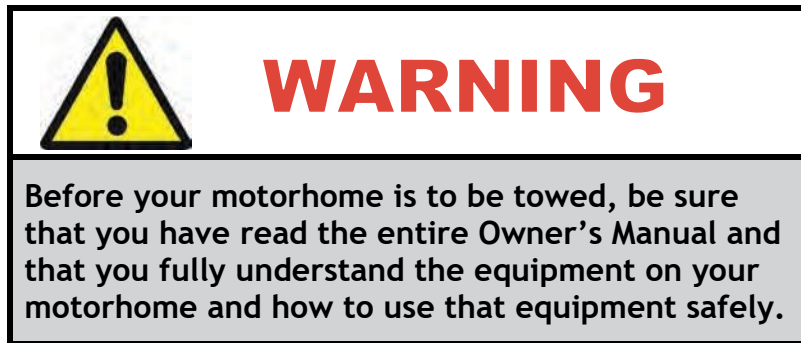 WARNING
Before your motorhome is to be towed, be sure
that you have read the entire Owner’s Manual and
that you fully understand the equipment on your
motorhome and how to use that equipment safely.